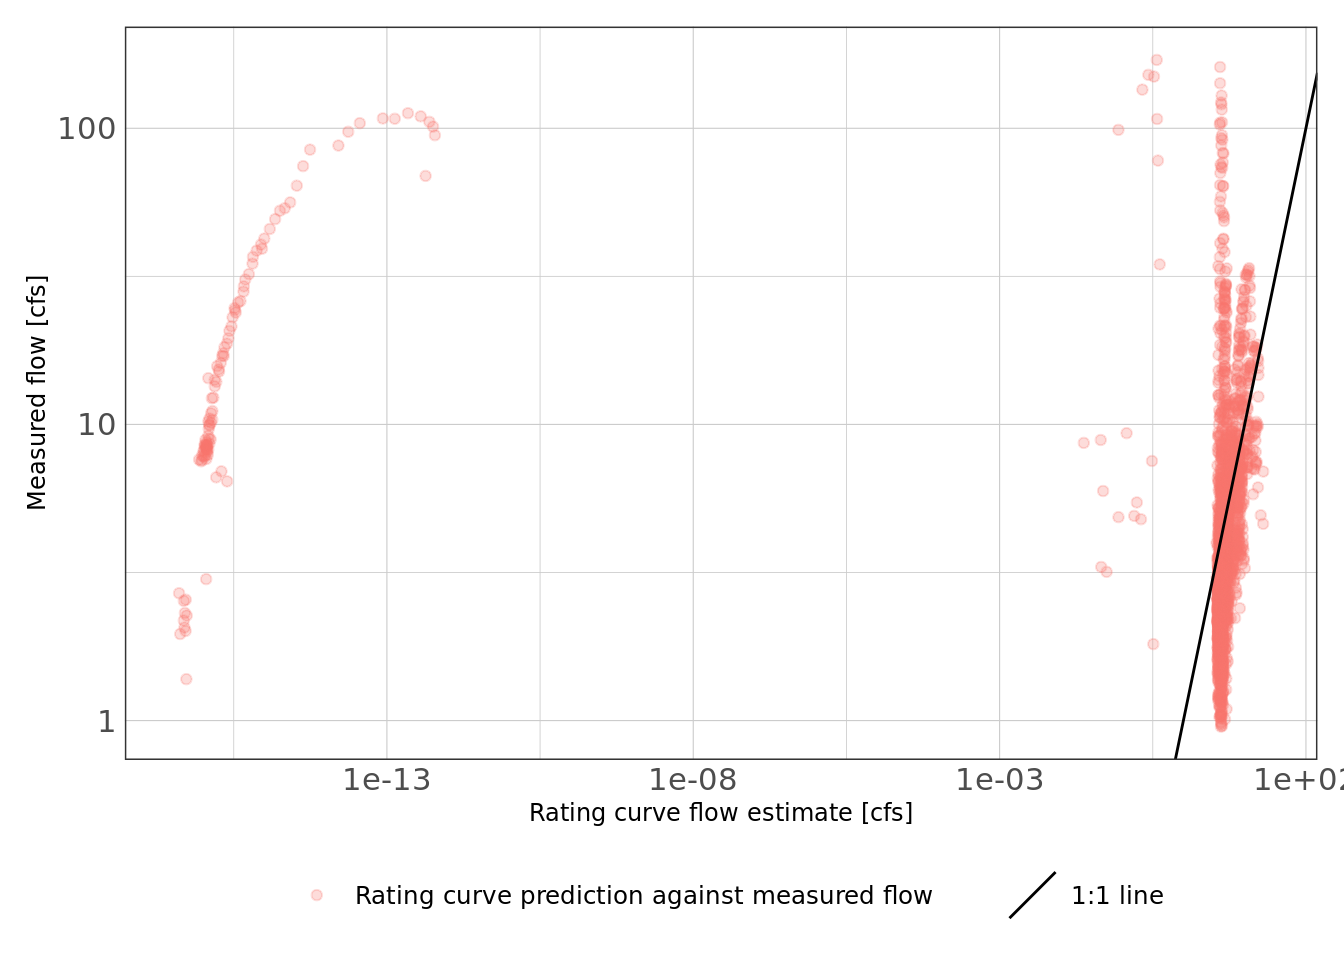 Measured flow [cfs]
100
10
1
1e-13
1e-08
1e-03
1e+02
Rating curve flow estimate [cfs]
Rating curve prediction against measured flow
1:1 line